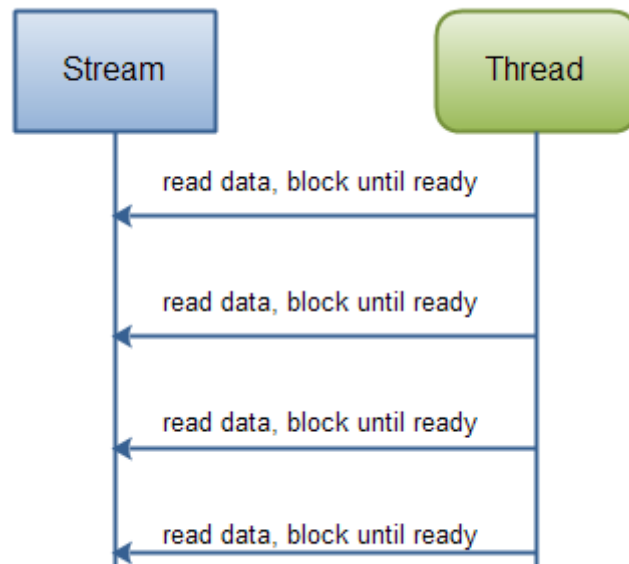 Stream
Thread
read data, block until ready
read data, block until ready
read data, block until ready
read data, block until ready